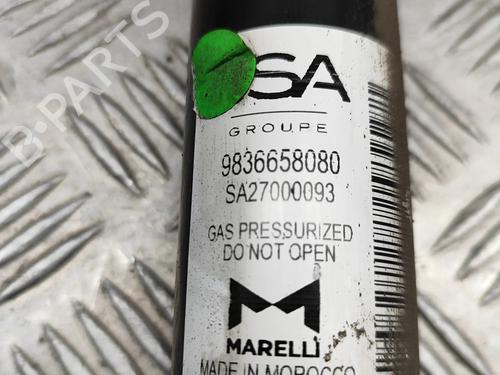 SA
GROUPE
9836658080
SA27000093
GAS PRESSURIZED
DO NOT OPEN
MARELLI
MADE IN MOROCCO
B-PARTS